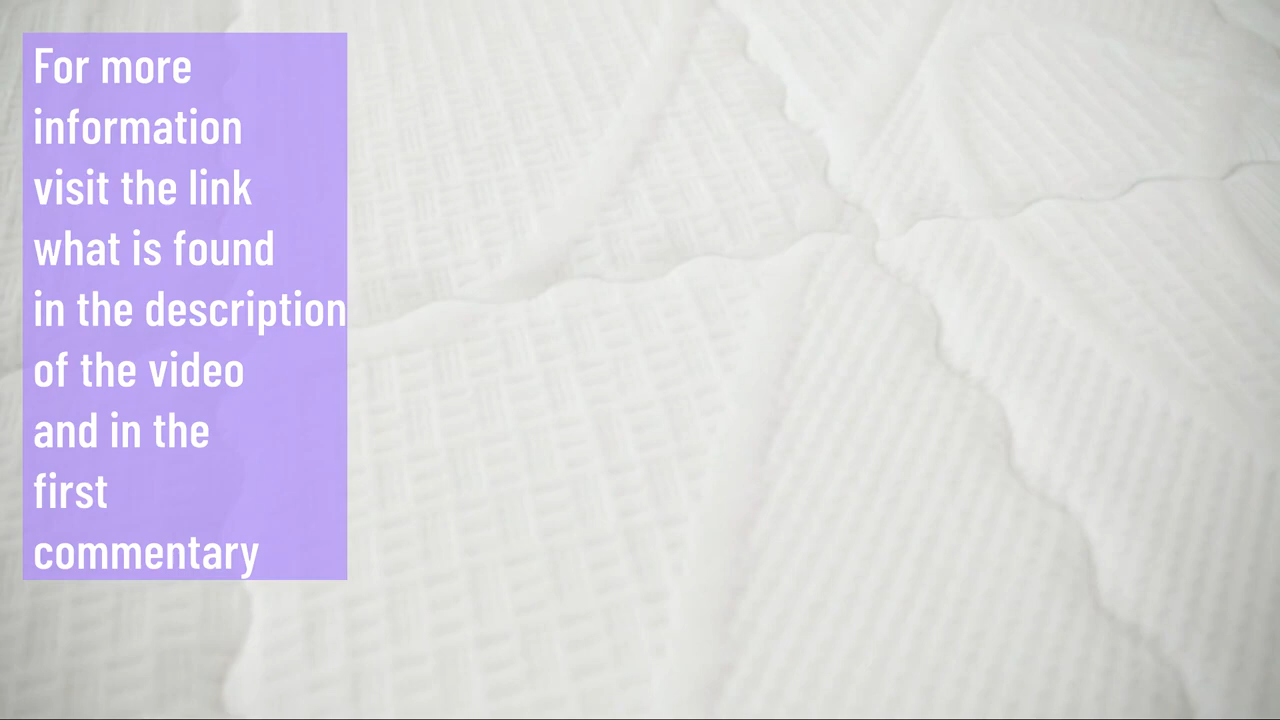 For more
information
visit the link
what is found
in the description
of the video
and in the
first
commentary